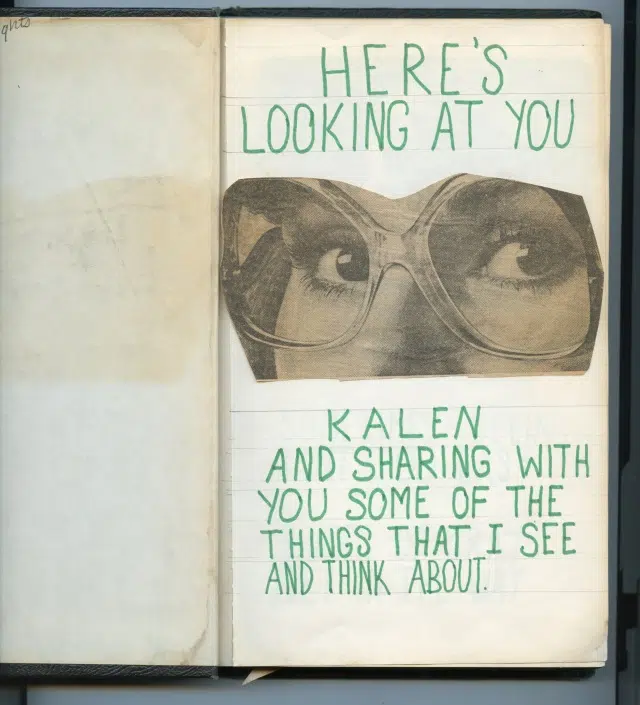 ghts
HERE'S
LOOKING AT YOU
KALEN
AND SHARING WITH
YOU SOME OF THE
THINGS THAT I SEE
AND THINK ABOUT.